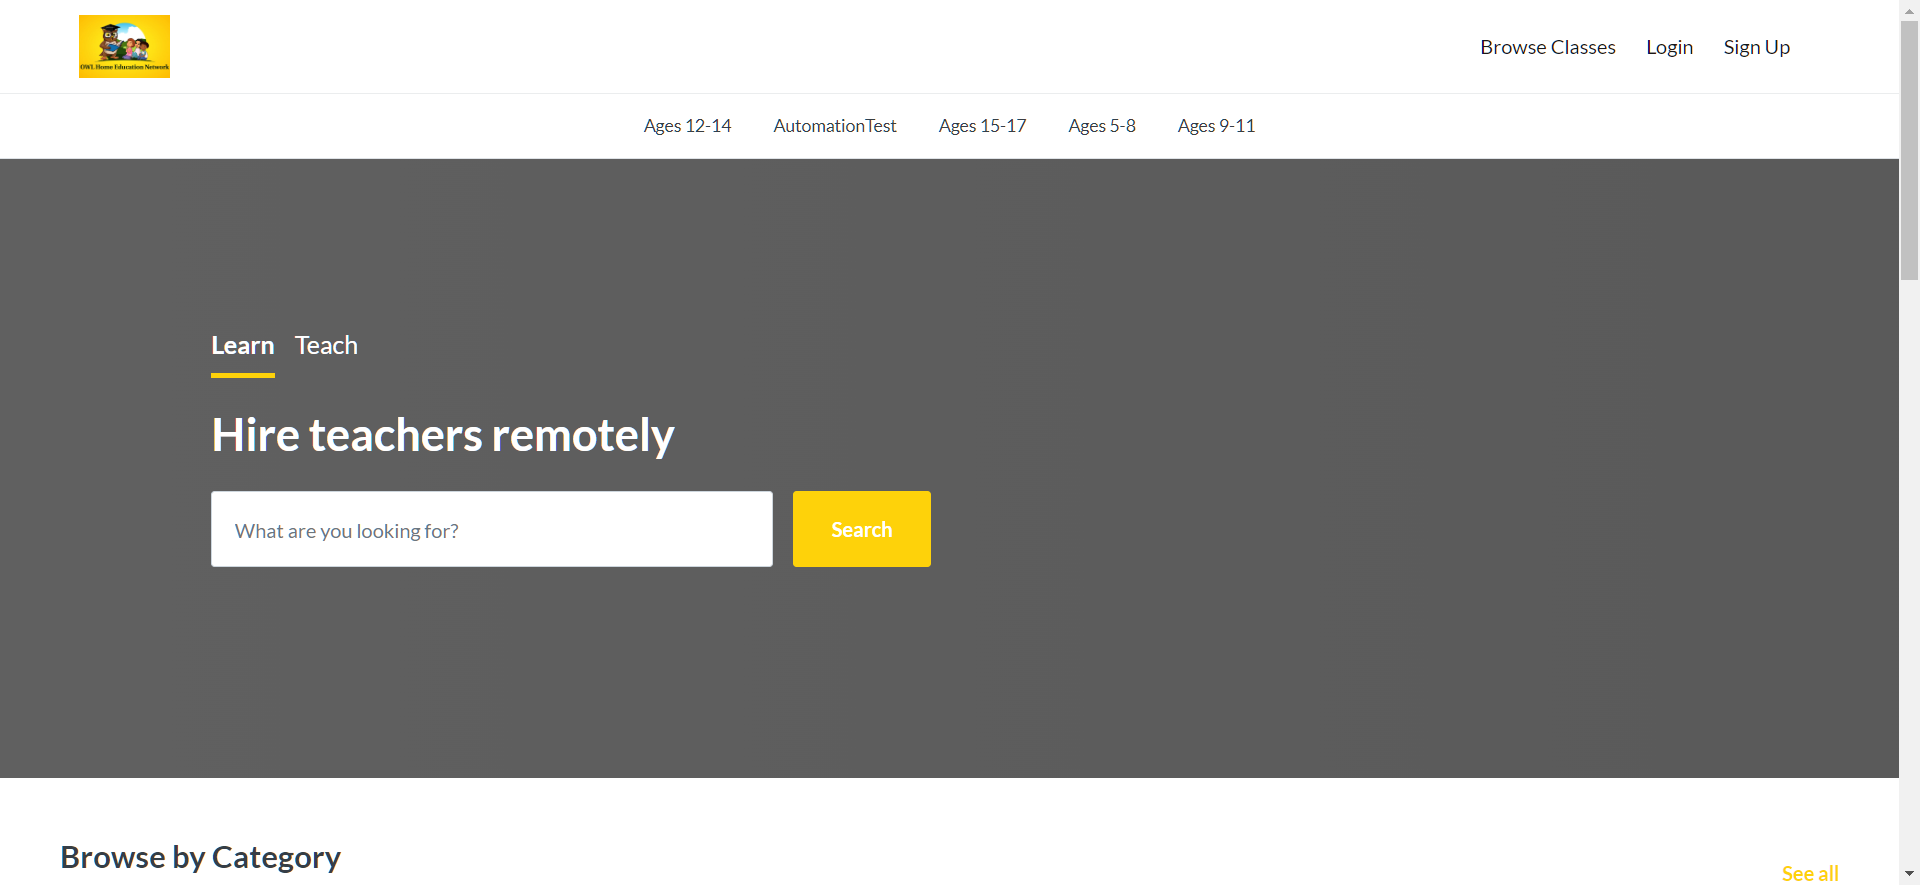 OWL Home Education Network
Browse Classes Login Sign Up
Ages 12-14 AutomationTest Ages 15-17 Ages 5-8 Ages 9-11
Learn Teach
Hire teachers remotely
What are you looking for? Search
Browse by Category
See all